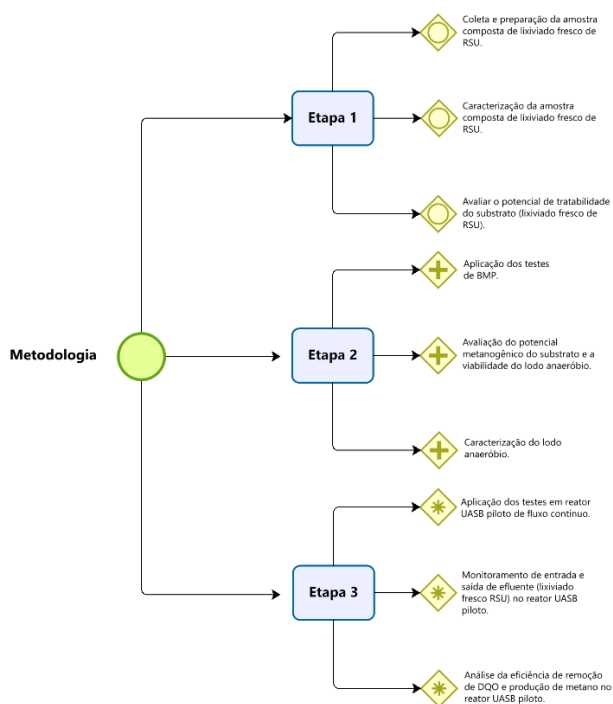 Coleta e preparação da amostra
composta de lixiviado fresco de
RSU.
Etapa 1
Caracterização da amostra
composta de lixiviado fresco de
RSU.
Avaliar o potencial de tratabilidade
do substrato (lixiviado fresco de
RSU).
Aplicação dos testes
de BMP.
Metodologia
Etapa 2
Avaliação do potencial
metanogênico do substrato e a
viabilidade do lodo anaeróbio.
Caracterização do lodo
anaeróbio.
Aplicação dos testes em reator
UASB piloto de fluxo contínuo.
Etapa 3
Monitoramento de entrada e
saída de efluente (lixiviado
fresco RSU) no reator UASB
piloto.
Análise da eficiência de remoção
de DQO e produção de metano no
reator UASB piloto.